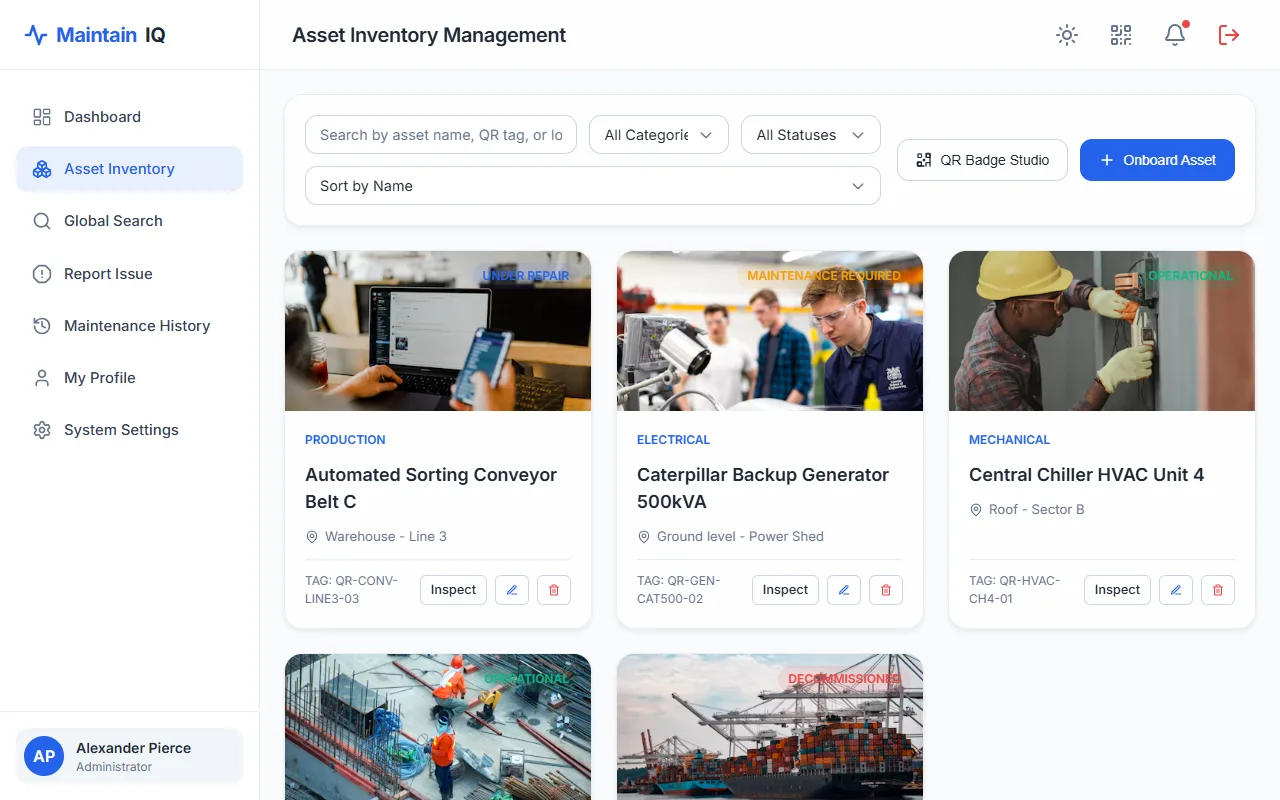 Maintain IQ
Asset Inventory Management
Dashboard
Asset Inventory
Global Search
Report Issue
Maintenance History
My Profile
System Settings
AP
Alexander Pierce
Administrator
Search by asset name, QR tag, or lo
All Categorie
All Statuses
Sort by Name
QR Badge Studio
Onboard Asset
UNDER REPAIR
PRODUCTION
Automated Sorting Conveyor
Belt C
Warehouse - Line 3
TAG: QR-CONV-
LINE3-03
Inspect
MAINTENANCE REQUIRED
ELECTRICAL
Caterpillar Backup Generator
500kVA
Ground level - Power Shed
TAG: QR-GEN-
CAT500-02
Inspect
OPERATIONAL
MECHANICAL
Central Chiller HVAC Unit 4
Roof - Sector B
TAG: QR-HVAC-
CH4-01
Inspect
OPERATIONAL
DECOMMISSIONED